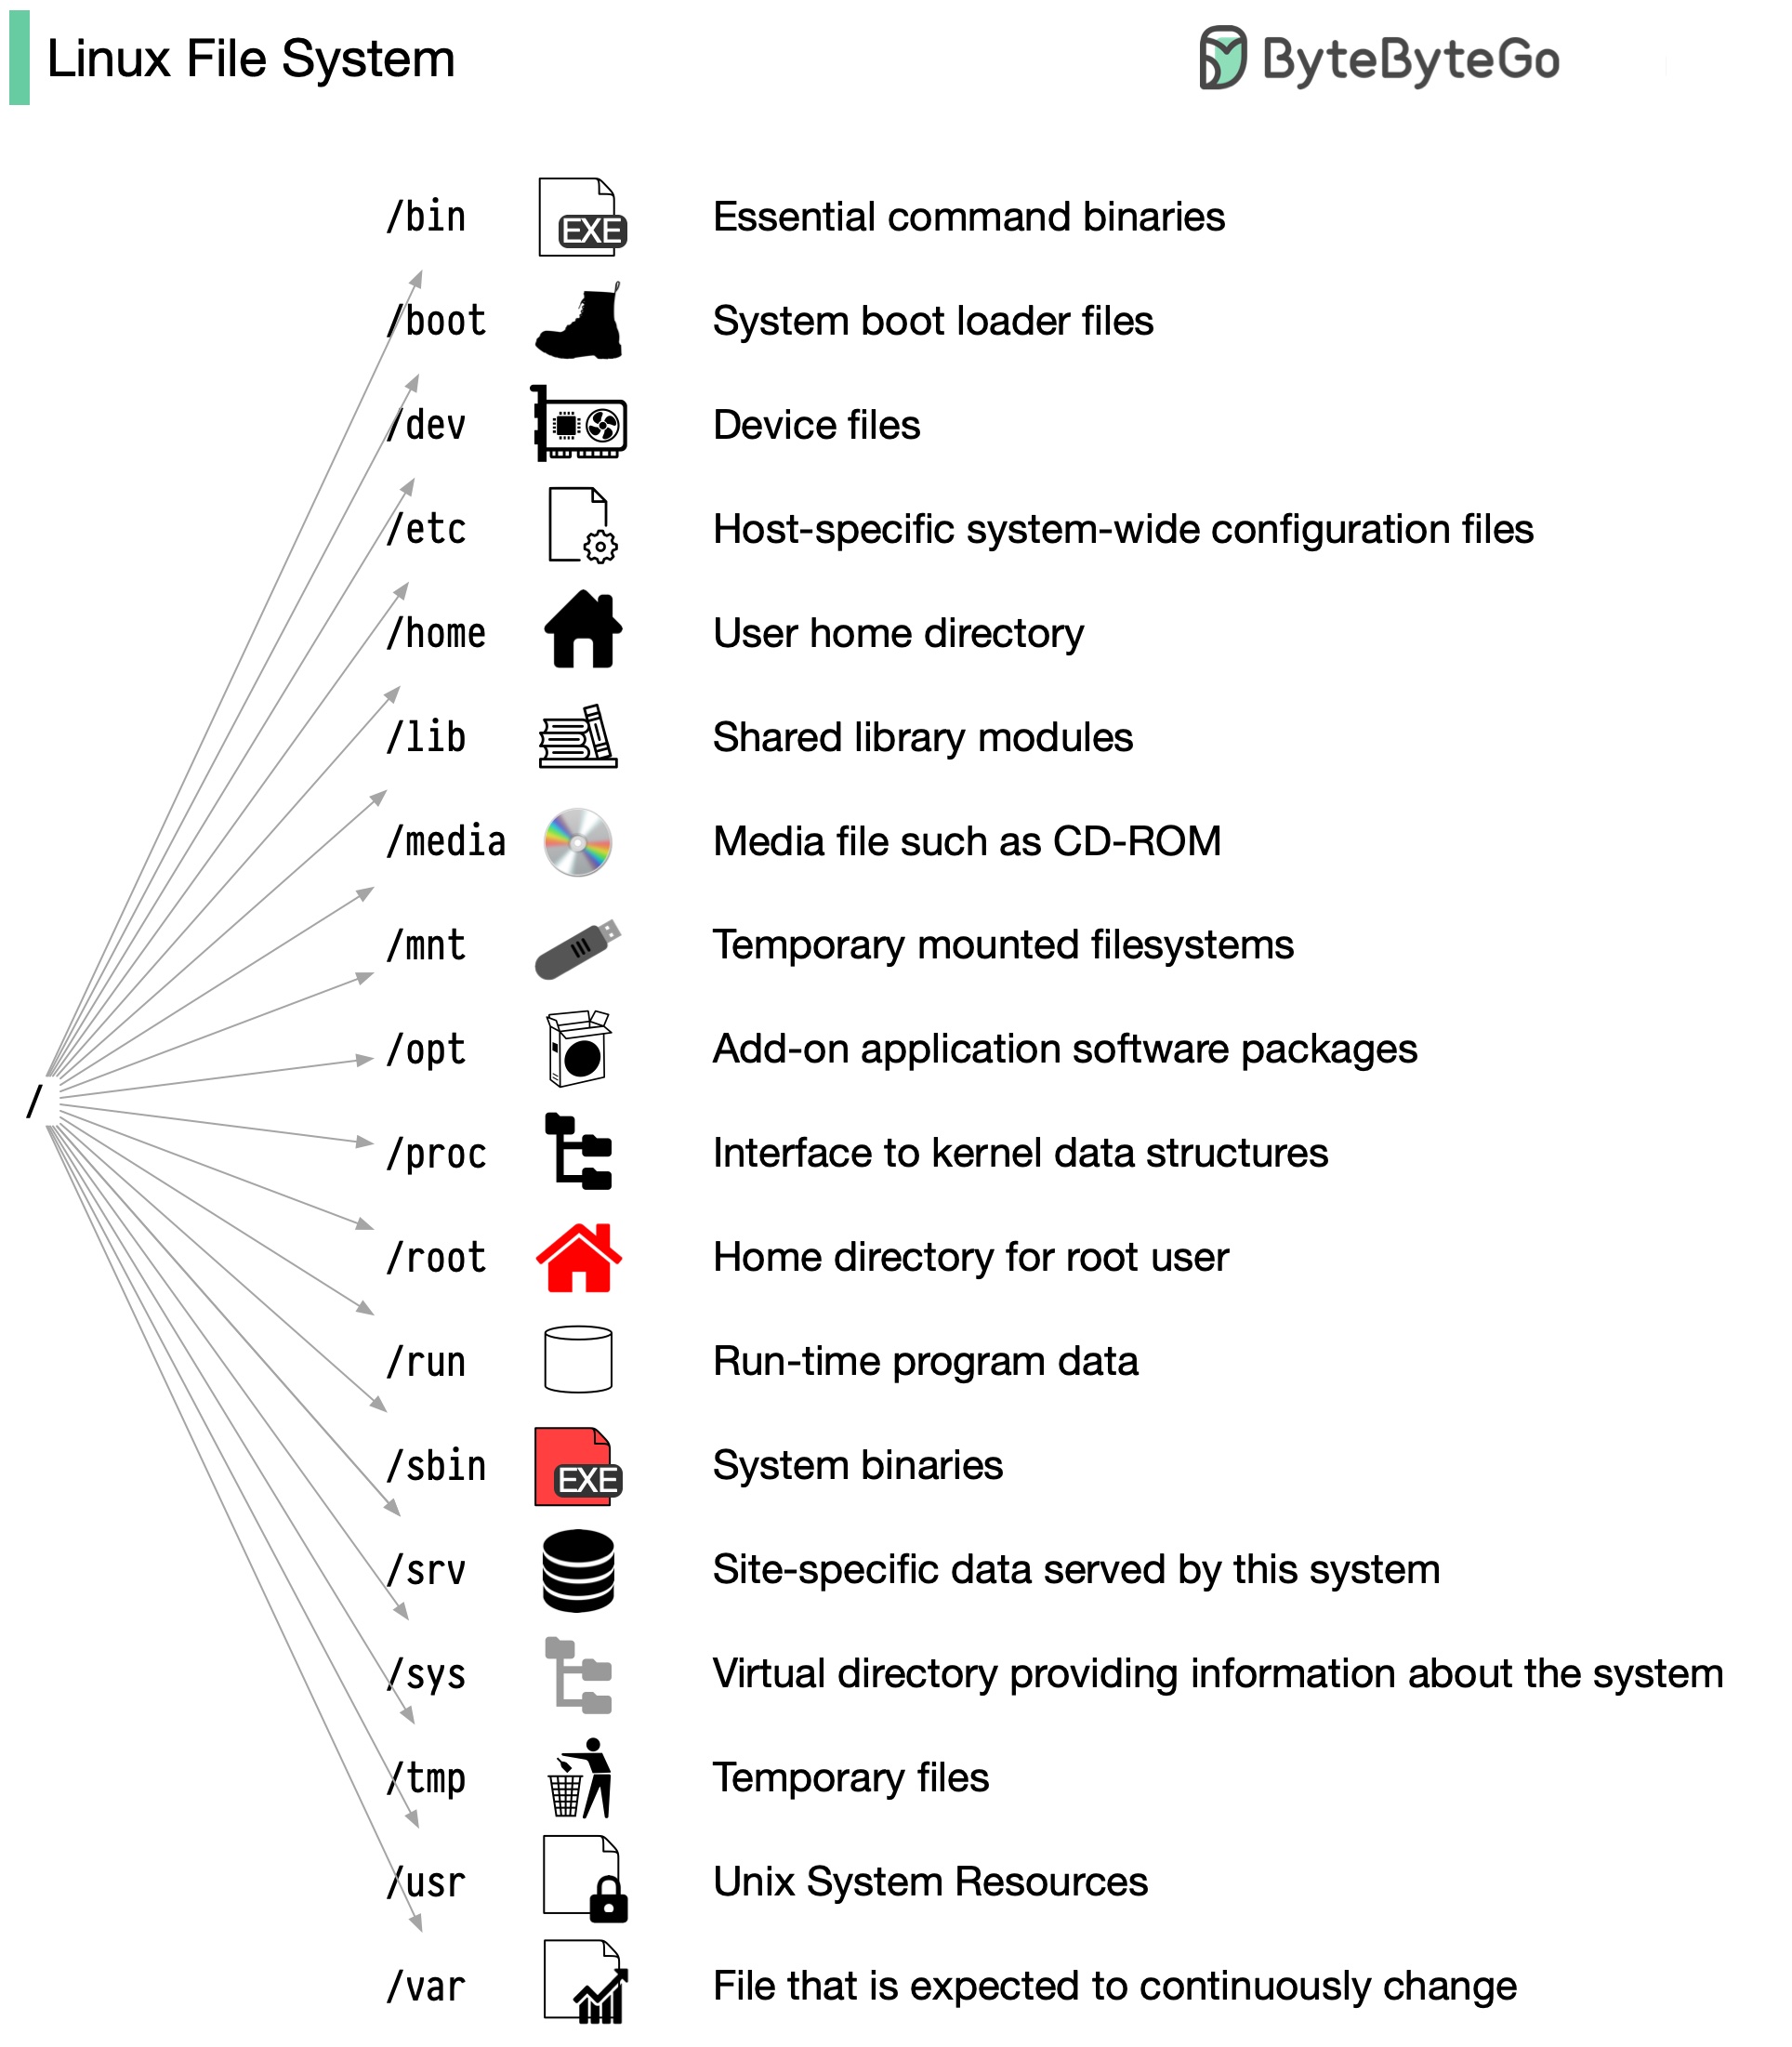 Linux File System
ByteByteGo
/bin EXE Essential command binaries
/boot System boot loader files
/dev Device files
/etc Host-specific system-wide configuration files
/home User home directory
/lib Shared library modules
/media Media file such as CD-ROM
/mnt Temporary mounted filesystems
/opt Add-on application software packages
/
/proc Interface to kernel data structures
/root Home directory for root user
/run Run-time program data
/sbin EXE System binaries
/srv Site-specific data served by this system
/sys Virtual directory providing information about the system
/tmp Temporary files
/usr Unix System Resources
/var File that is expected to continuously change